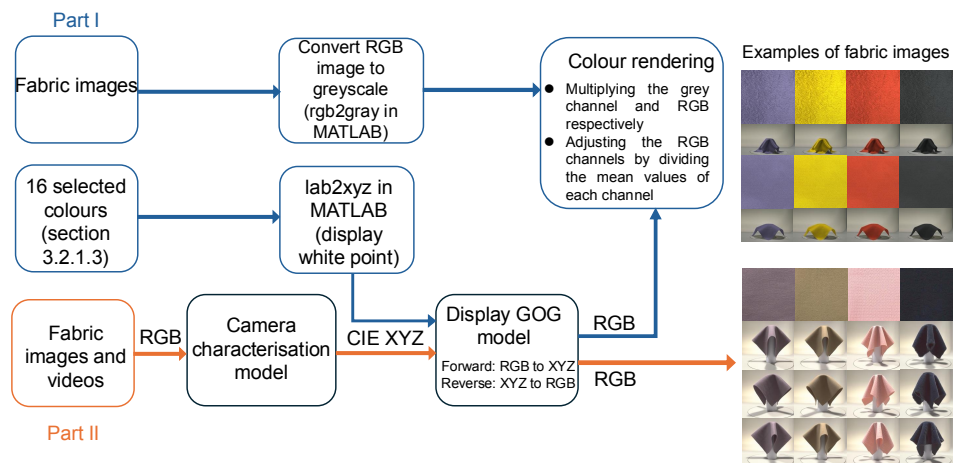 Part I
Fabric images
Convert RGB
image to
greyscale
(rgb2gray in
MATLAB)
Colour rendering
● Multiplying the grey
channel and RGB
respectively
● Adjusting the RGB
channels by dividing
the mean values of
each channel
Examples of fabric images
16 selected
colours
(section
3.2.1.3)
lab2xyz in
MATLAB
(display
white point)
Fabric
images and
videos
RGB
Camera
characterisation
model
CIE XYZ
Display GOG
model
Forward: RGB to XYZ
Reverse: XYZ to RGB
RGB
RGB
Part II